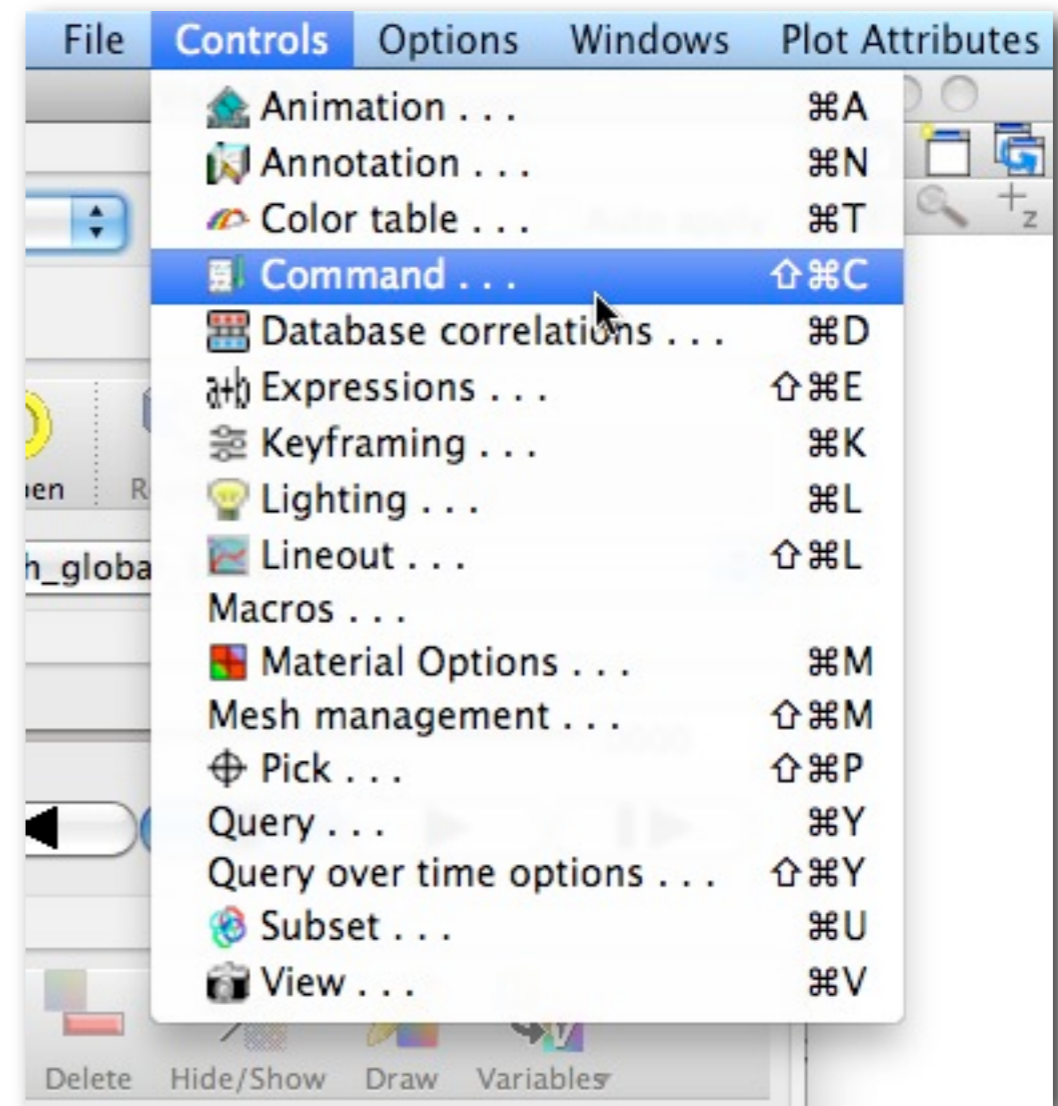 File Controls Options Windows Plot Attributes
Animation . . . ⌘A
Annotation . . . ⌘N
Color table . . . ⌘T
Command . . . ⇧⌘C
Database correlations . . . ⌘D
a+b Expressions . . . ⇧⌘E
Keyframing . . . ⌘K
Lighting . . . ⌘L
Lineout . . . ⇧⌘L
h_globa
Macros . . .
Material Options . . . ⌘M
Mesh management . . . ⇧⌘M
Pick . . . ⇧⌘P
Query . . . ⌘Y
Query over time options . . . ⇧⌘Y
Subset . . . ⌘U
View . . . ⌘V
Delete Hide/Show Draw Variables